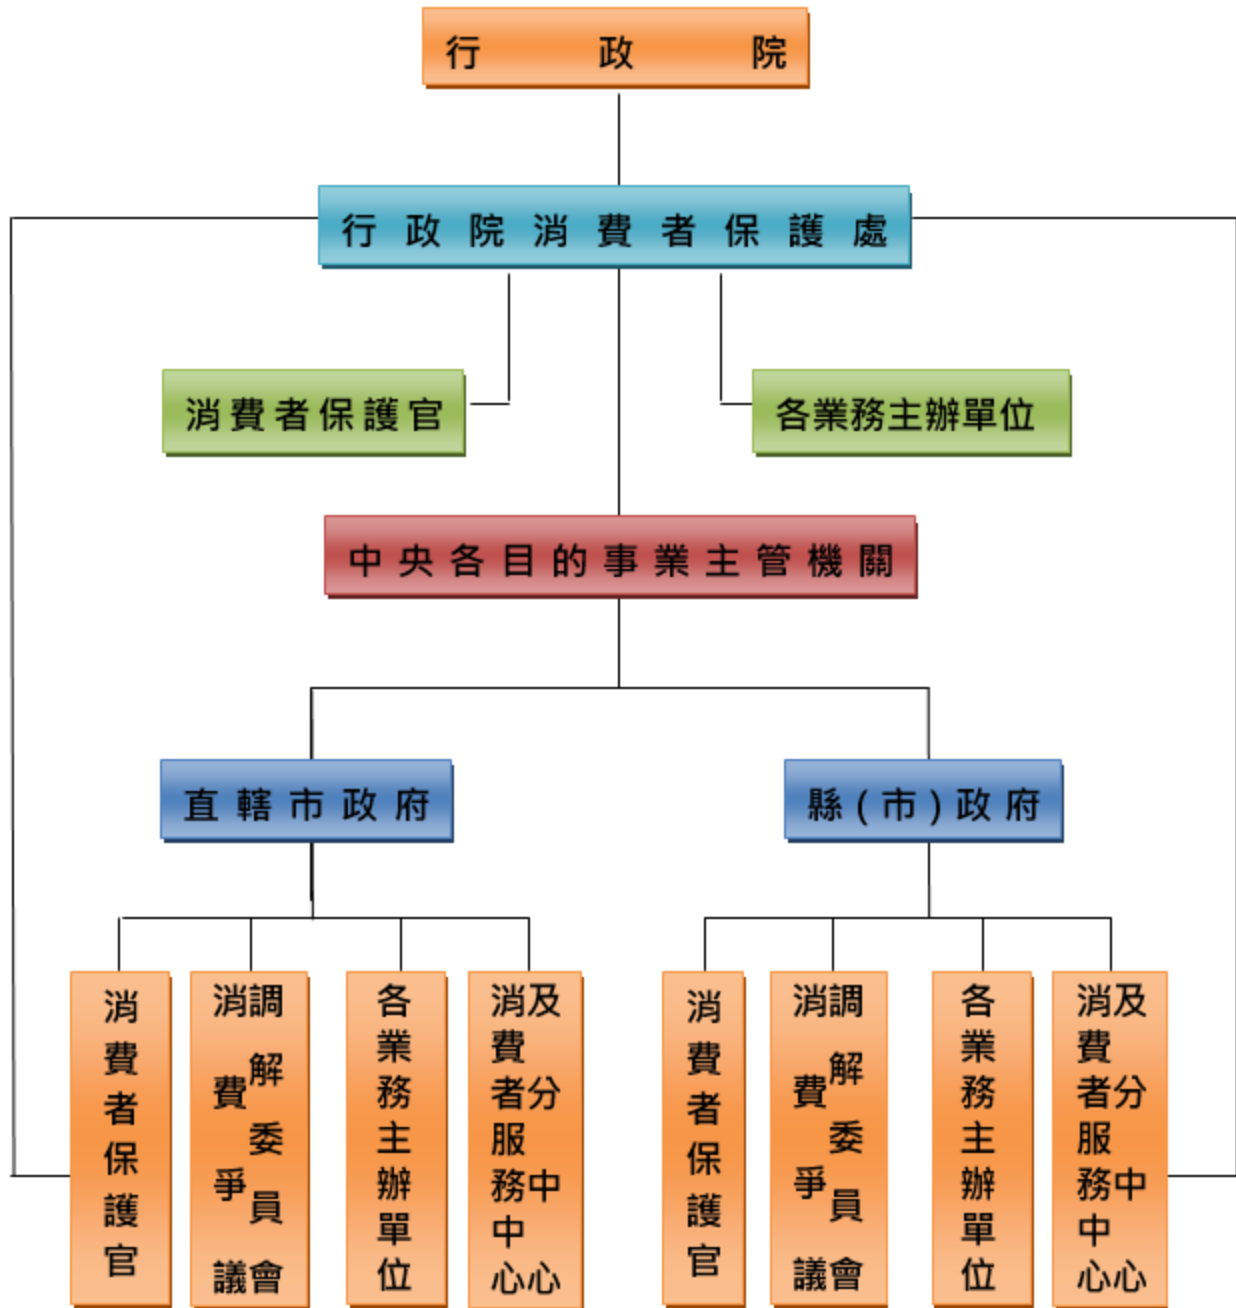 行政院
行政院消費者保護處
消費者保護官
各業務主辦單位
中央各目的事業主管機關
直轄市政府
縣(市)政府
消費者保護官
消費爭議
調解委員會
各業務主辦單位
消費者服務中心
及分中心
消費者保護官
消費爭議
調解委員會
各業務主辦單位
消費者服務中心
及分中心